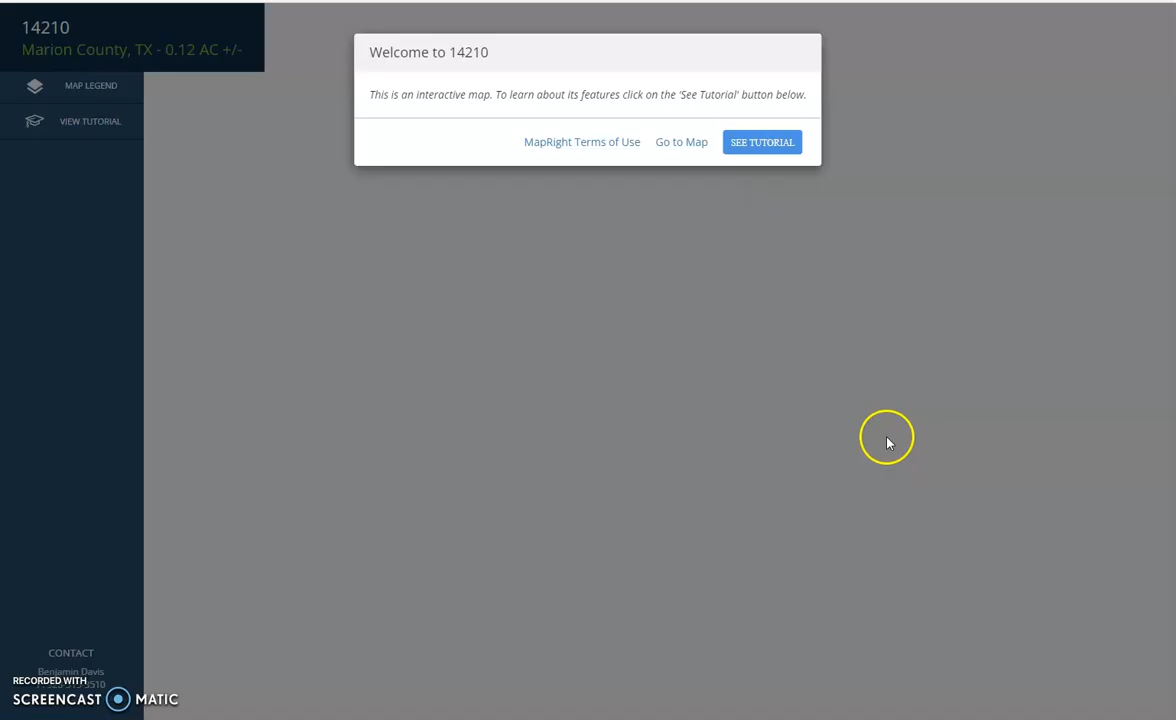 14210
Marion County, TX - 0.12 AC +/-
MAP LEGEND
VIEW TUTORIAL
Welcome to 14210
This is an interactive map. To learn about its features click on the 'See Tutorial' button below.
MapRight Terms of Use
Go to Map
SEE TUTORIAL
CONTACT
Benjamin Davis
RECORDED WITH
SCREENCAST MATIC